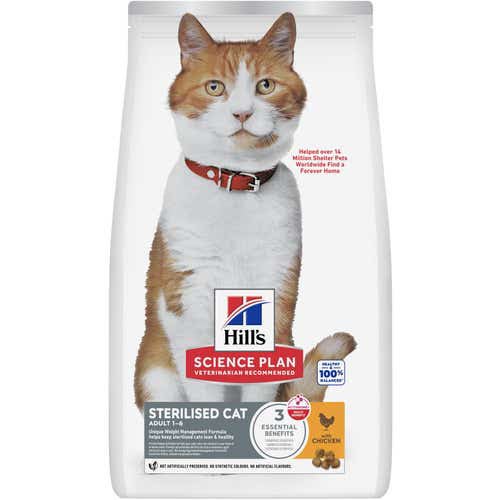 Helped over 14
Million Shelter Pets
Worldwide Find a
Forever Home
Hill's
SCIENCE PLAN
VETERINARIAN RECOMMENDED
HEALTHY &
100%
BALANCED
STERILISED CAT
ADULT 1-6
Unique Weight Management Formula
helps keep sterilised cats lean & healthy
3
ESSENTIAL
BENEFITS
with
CHICKEN
NOT ARTIFICIALLY PRESERVED. NO SYNTHETIC COLOURS. NO ARTIFICIAL FLAVOURS.